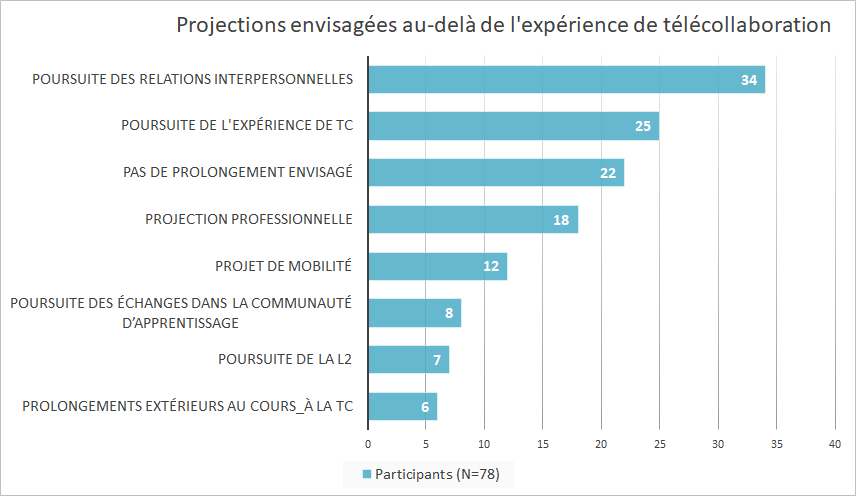 Projections envisagées au-delà de l'expérience de télécollaboration
POURSUITE DES RELATIONS INTERPERSONNELLES
34
POURSUITE DE L'EXPÉRIENCE DE TC
25
PAS DE PROLONGEMENT ENVISAGÉ
22
PROJECTION PROFESSIONNELLE
18
PROJET DE MOBILITÉ
12
POURSUITE DES ÉCHANGES DANS LA COMMUNAUTÉ
D’APPRENTISSAGE
8
POURSUITE DE LA L2
7
PROLONGEMENTS EXTÉRIEURS AU COURS_À LA TC
6
0 5 10 15 20 25 30 35 40
Participants (N=78)